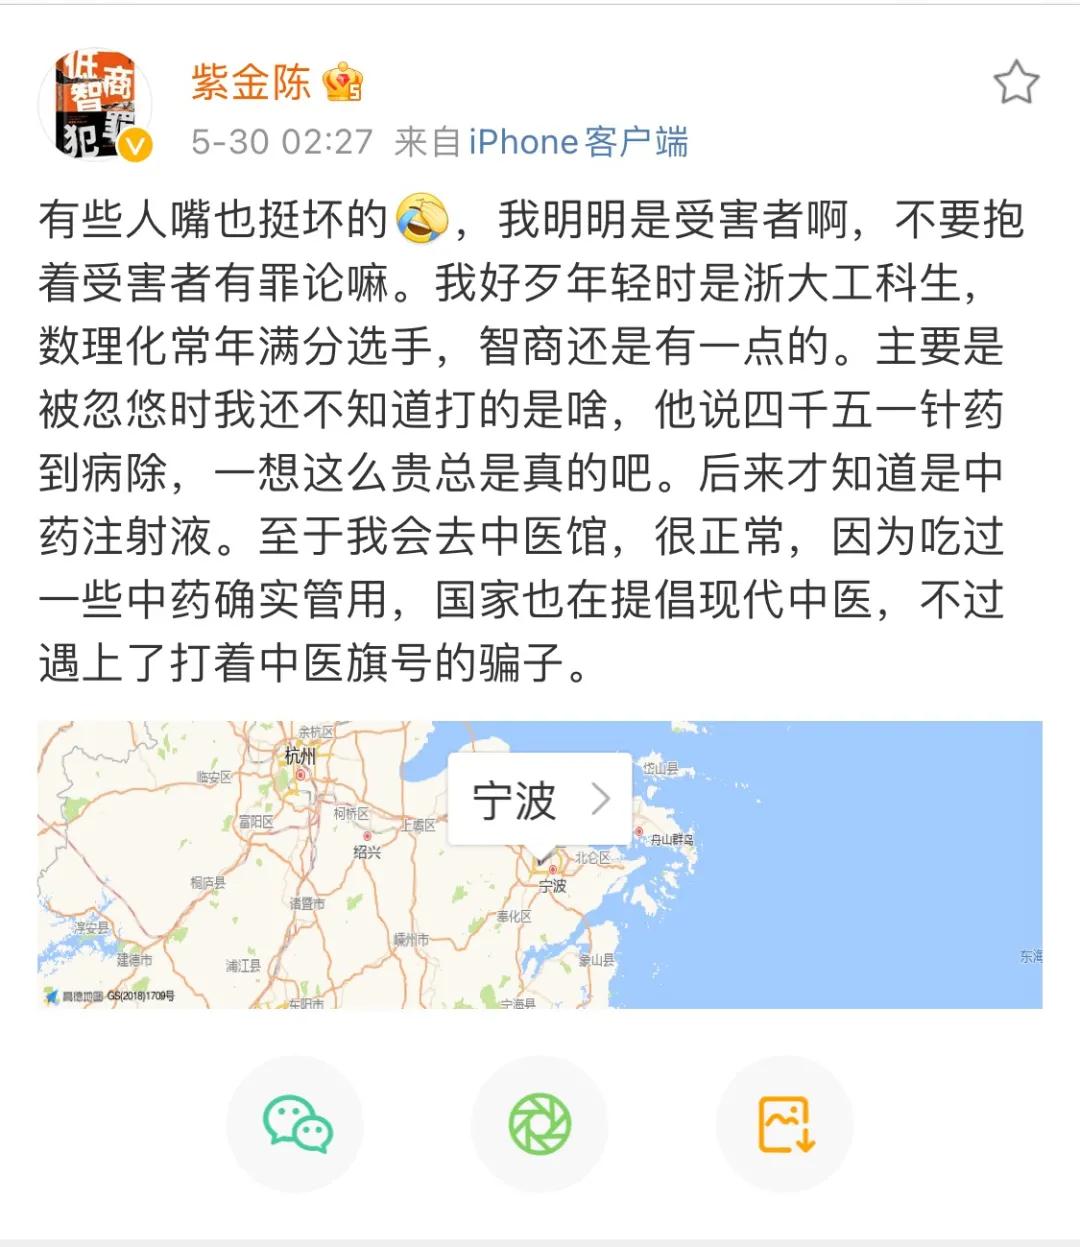 低智商犯罪
紫金陈
5-30 02:27 来自 iPhone客户端
有些人嘴也挺坏的🤣，我明明是受害者啊，不要抱
着受害者有罪论嘛。我好歹年轻时是浙大工科生，
数理化常年满分选手，智商还是有一点的。主要是
被忽悠时我还不知道打的是啥，他说四千五一针药
到病除，一想这么贵总是真的吧。后来才知道是中
药注射液。至于我会去中医馆，很正常，因为吃过
一些中药确实管用，国家也在提倡现代中医，不过
遇上了打着中医旗号的骗子。
余杭区
杭州
临安区
岱山县
宁波
富阳区
柯桥区
上虞区
绍兴
舟山群岛
北仑区
宁波
桐庐县
诸暨市
奉化区
淳安县
嵊州市
建德市
浦江县
象山县
东海
高德地图 GS(2018)1709号
东阳市
宁海县